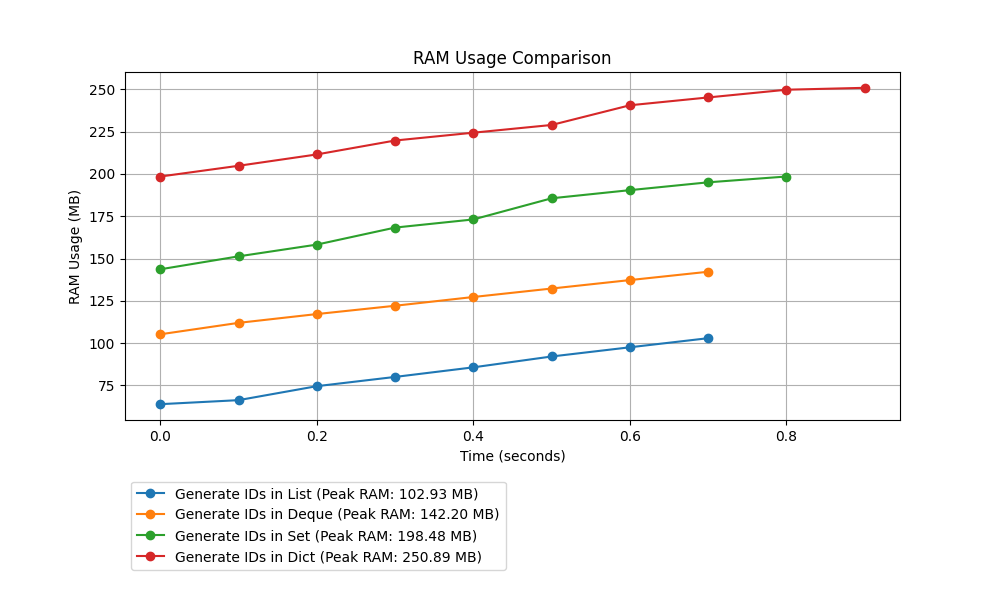 RAM Usage Comparison
250
225
200
175
150
125
100
75
RAM Usage (MB)
0.0 0.2 0.4 0.6 0.8
Time (seconds)
Generate IDs in List (Peak RAM: 102.93 MB)
Generate IDs in Deque (Peak RAM: 142.20 MB)
Generate IDs in Set (Peak RAM: 198.48 MB)
Generate IDs in Dict (Peak RAM: 250.89 MB)